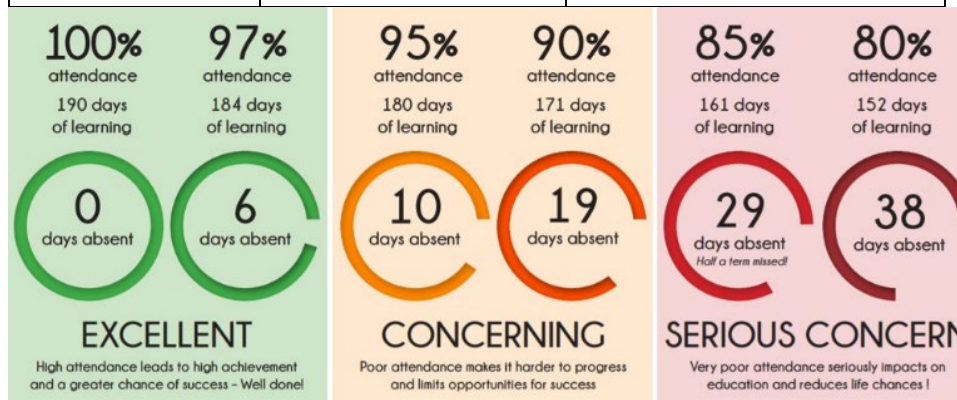 100% attendance
190 days
of learning
0
days absent
97% attendance
184 days
of learning
6
days absent
EXCELLENT
High attendance leads to high achievement
and a greater chance of success – Well done!
95% attendance
180 days
of learning
10
days absent
90% attendance
171 days
of learning
19
days absent
CONCERNING
Poor attendance makes it harder to progress
and limits opportunities for success
85% attendance
161 days
of learning
29
days absent
Half a term missed!
80% attendance
152 days
of learning
38
days absent
SERIOUS CONCERN
Very poor attendance seriously impacts on
education and reduces life chances !